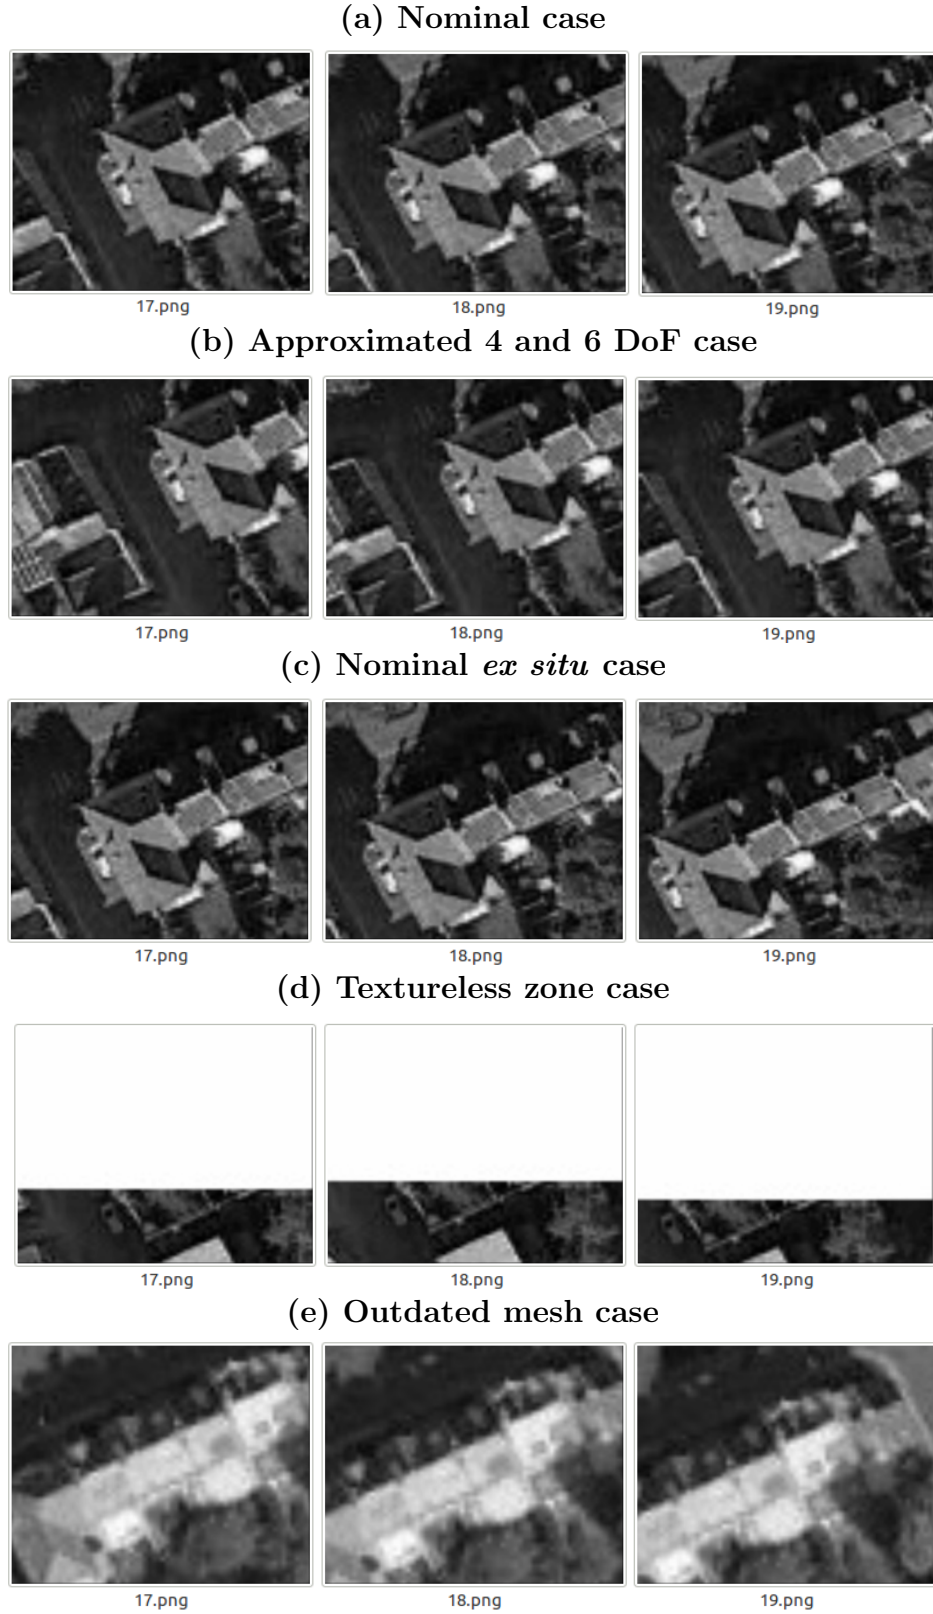 (a) Nominal case
17.png 18.png 19.png
(b) Approximated 4 and 6 DoF case
17.png 18.png 19.png
(c) Nominal ex situ case
17.png 18.png 19.png
(d) Textureless zone case
17.png 18.png 19.png
(e) Outdated mesh case
17.png 18.png 19.png